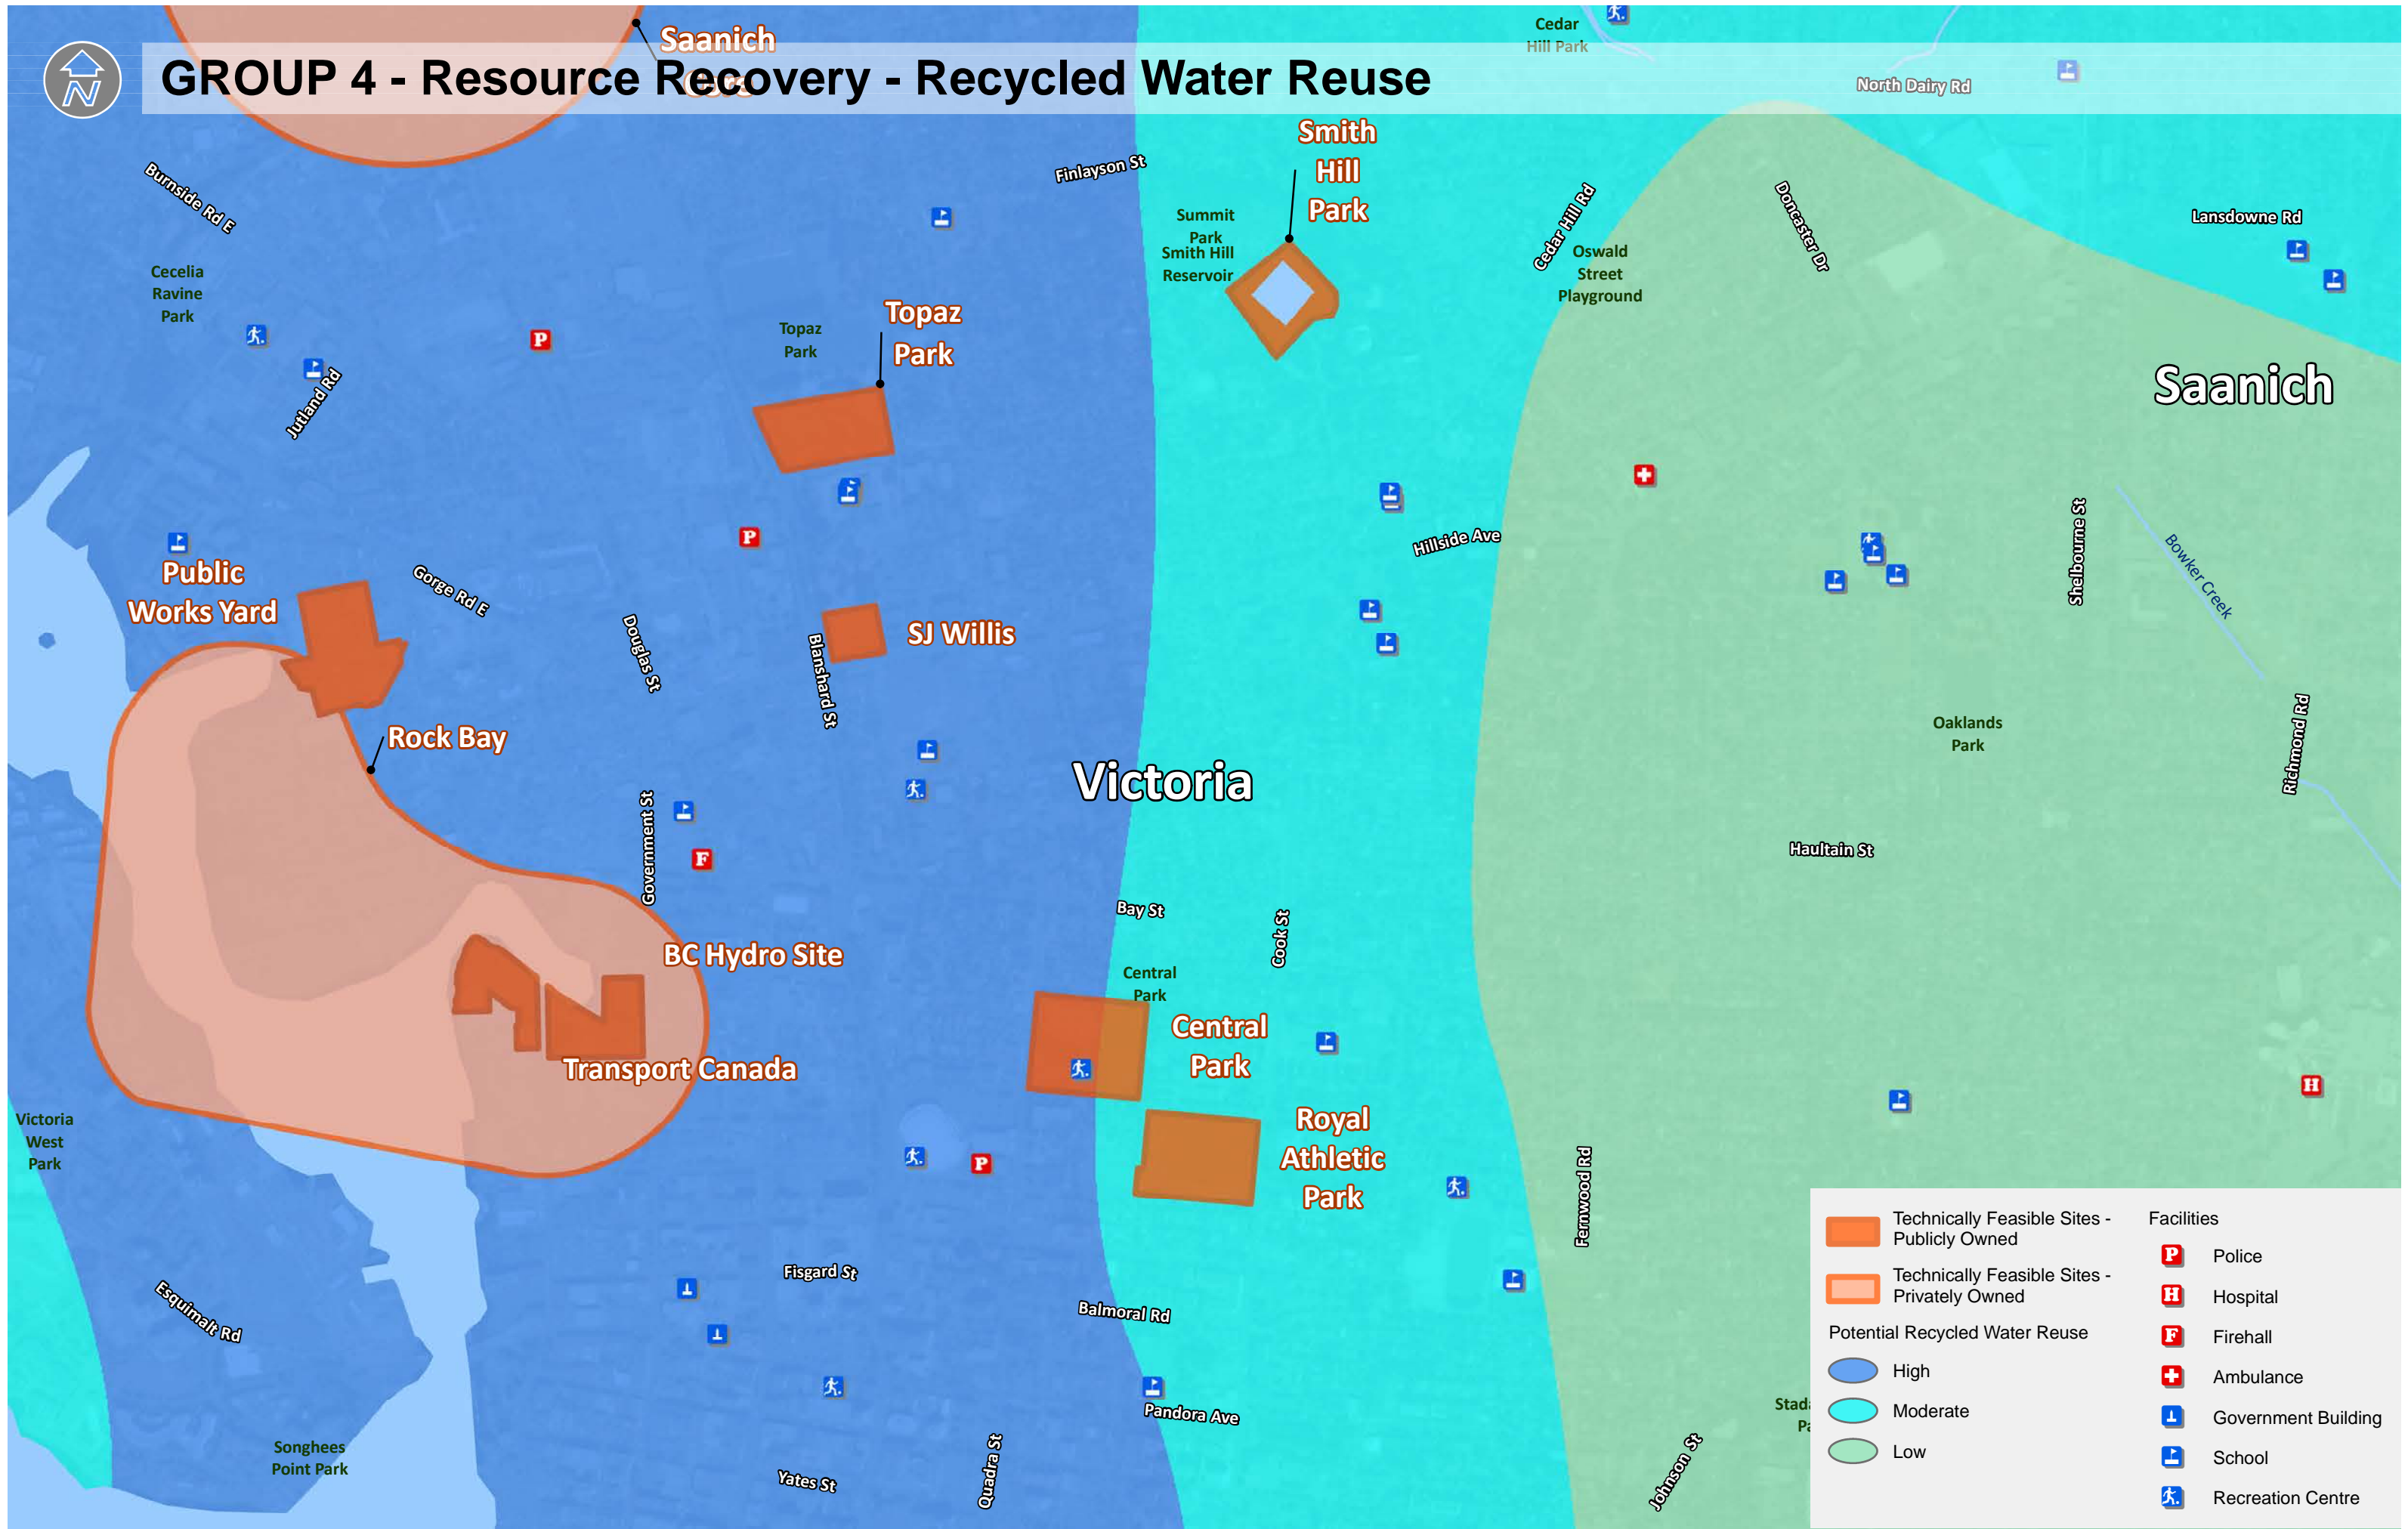 GROUP 4 - Resource Recovery - Recycled Water Reuse
N
Saanich
Cedar
Hill Park
North Dairy Rd
Smith
Hill
Park
Finlayson St
Burnside Rd E
Summit
Park
Smith Hill
Reservoir
Cedar Hill Rd
Doncaster Dr
Lansdowne Rd
Oswald
Street
Playground
Cecelia
Ravine
Park
Topaz
Park
Topaz
Park
P
Jutland Rd
Saanich
P
Hillside Ave
Shelbourne St
Bowker Creek
Public
Works Yard
Gorge Rd E
Douglas St
Blanshard St
SJ Willis
Rock Bay
Oaklands
Park
Richmond Rd
Victoria
Government St
F
Haultain St
Bay St
Cook St
BC Hydro Site
Central
Park
Central
Park
Transport Canada
H
Victoria
West
Park
Royal
Athletic
Park
P
Fernwood Rd
Fisgard St
Esquimalt Rd
Balmoral Rd
Pandora Ave
Songhees
Point Park
Yates St
Quadra St
Johnson St
Technically Feasible Sites -
Publicly Owned
Technically Feasible Sites -
Privately Owned
Potential Recycled Water Reuse
High
Moderate
Low
Facilities
P Police
H Hospital
F Firehall
Ambulance
Government Building
School
Recreation Centre